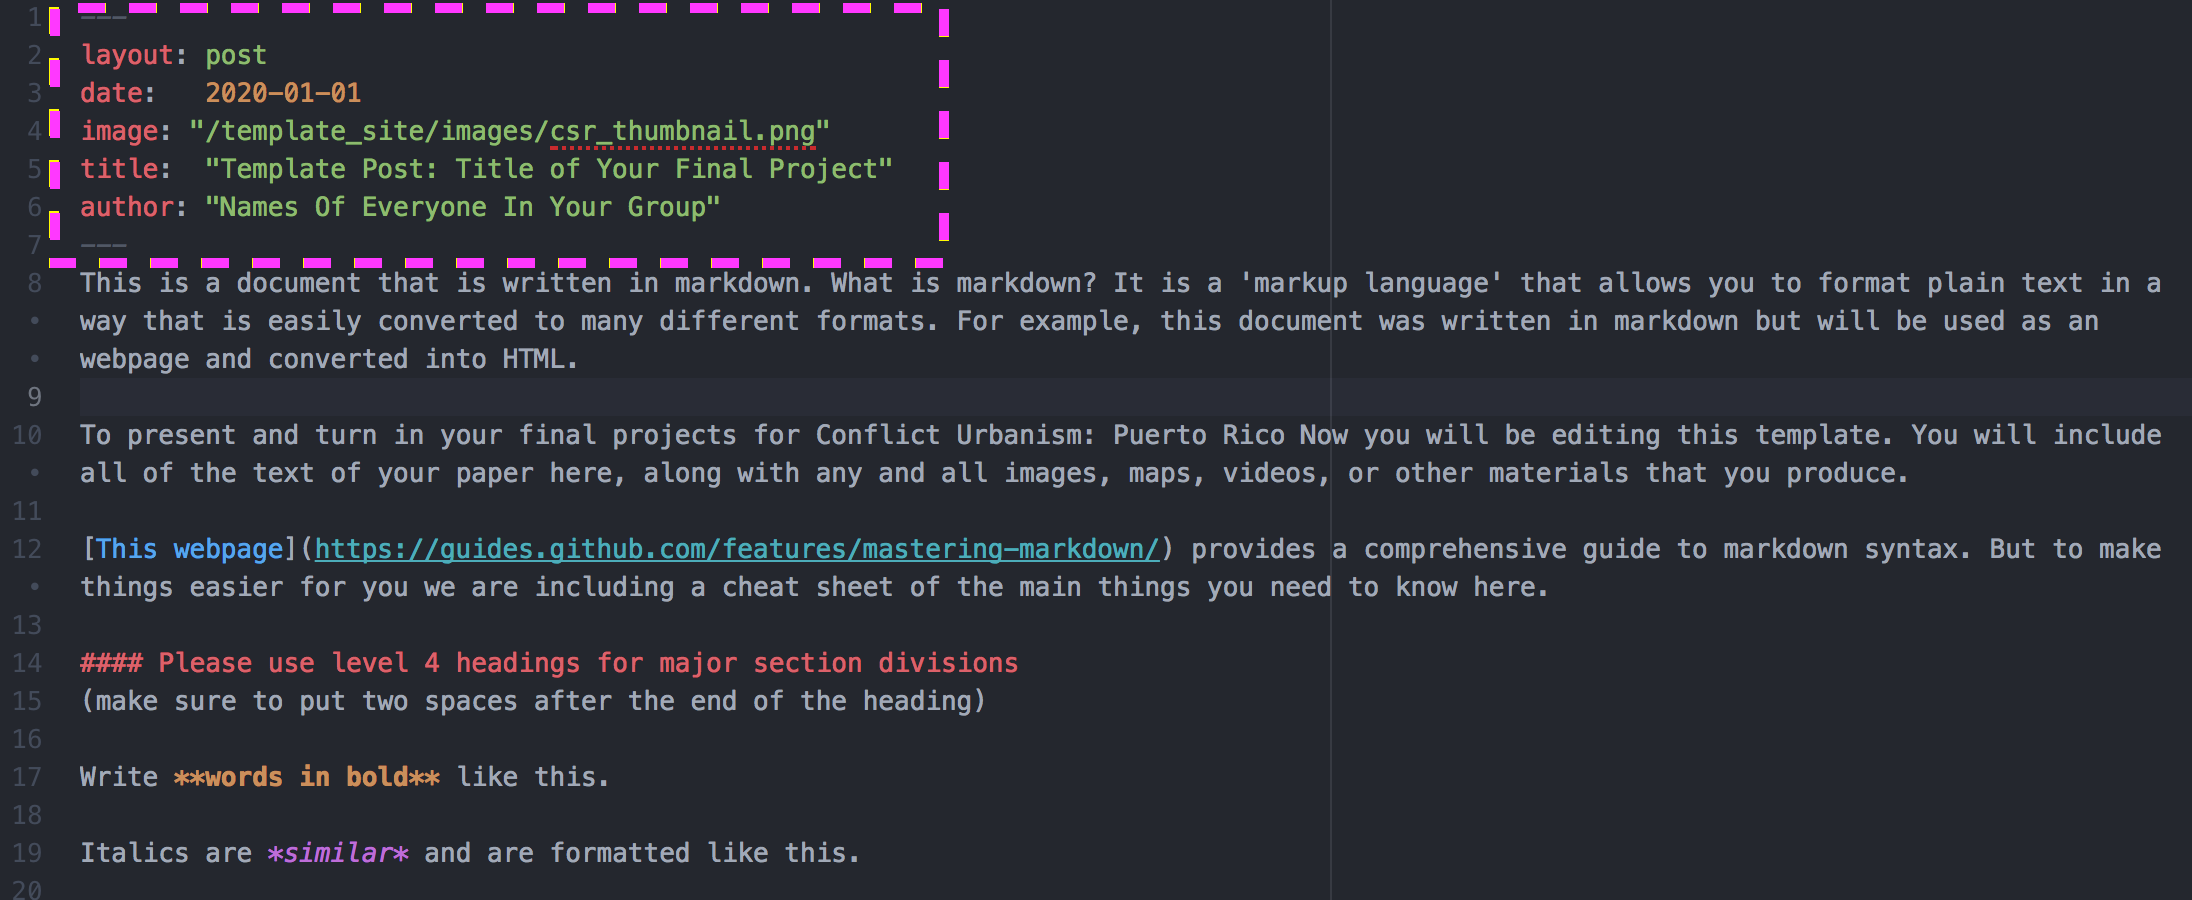 1 ---
2 layout: post
3 date:   2020-01-01
4 image: "/template_site/images/csr_thumbnail.png"
5 title:  "Template Post: Title of Your Final Project"
6 author: "Names Of Everyone In Your Group"
7 ---
8 This is a document that is written in markdown. What is markdown? It is a 'markup language' that allows you to format plain text in a
• way that is easily converted to many different formats. For example, this document was written in markdown but will be used as an
• webpage and converted into HTML.
9
10 To present and turn in your final projects for Conflict Urbanism: Puerto Rico Now you will be editing this template. You will include
• all of the text of your paper here, along with any and all images, maps, videos, or other materials that you produce.
11
12 [This webpage](https://guides.github.com/features/mastering-markdown/) provides a comprehensive guide to markdown syntax. But to make
• things easier for you we are including a cheat sheet of the main things you need to know here.
13
14 #### Please use level 4 headings for major section divisions
15 (make sure to put two spaces after the end of the heading)
16
17 Write **words in bold** like this.
18
19 Italics are *similar* and are formatted like this.
20